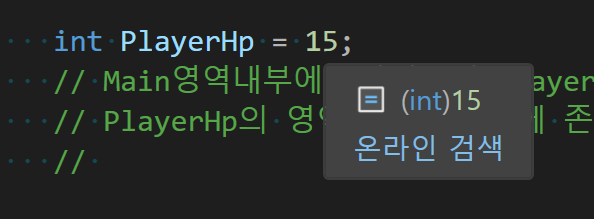 int PlayerHp = 15;
// Main영역내부에
(int)15
// PlayerHp의 존
온라인 검색
//